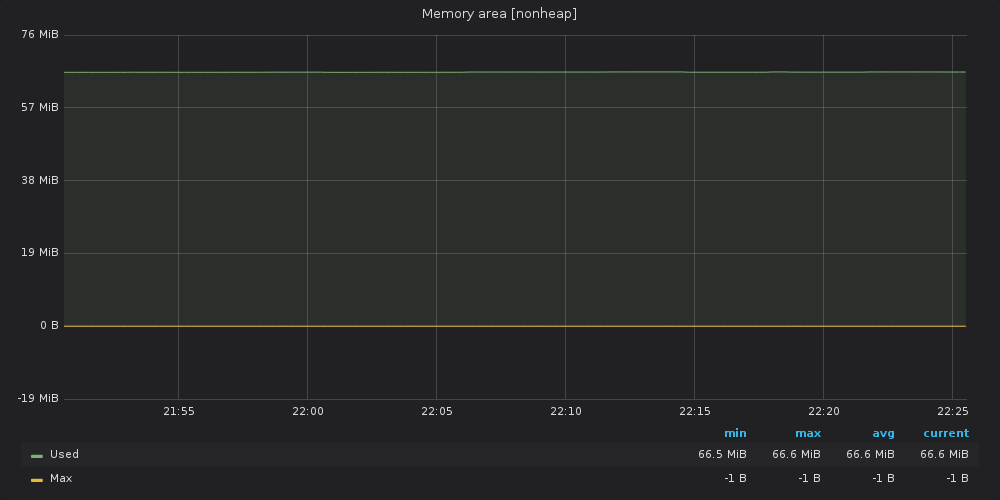 Memory area [nonheap]
76 MiB
57 MiB
38 MiB
19 MiB
0 B
-19 MiB
21:55 22:00 22:05 22:10 22:15 22:20 22:25
min max avg current
Used 66.5 MiB 66.6 MiB 66.6 MiB 66.6 MiB
Max -1 B -1 B -1 B -1 B